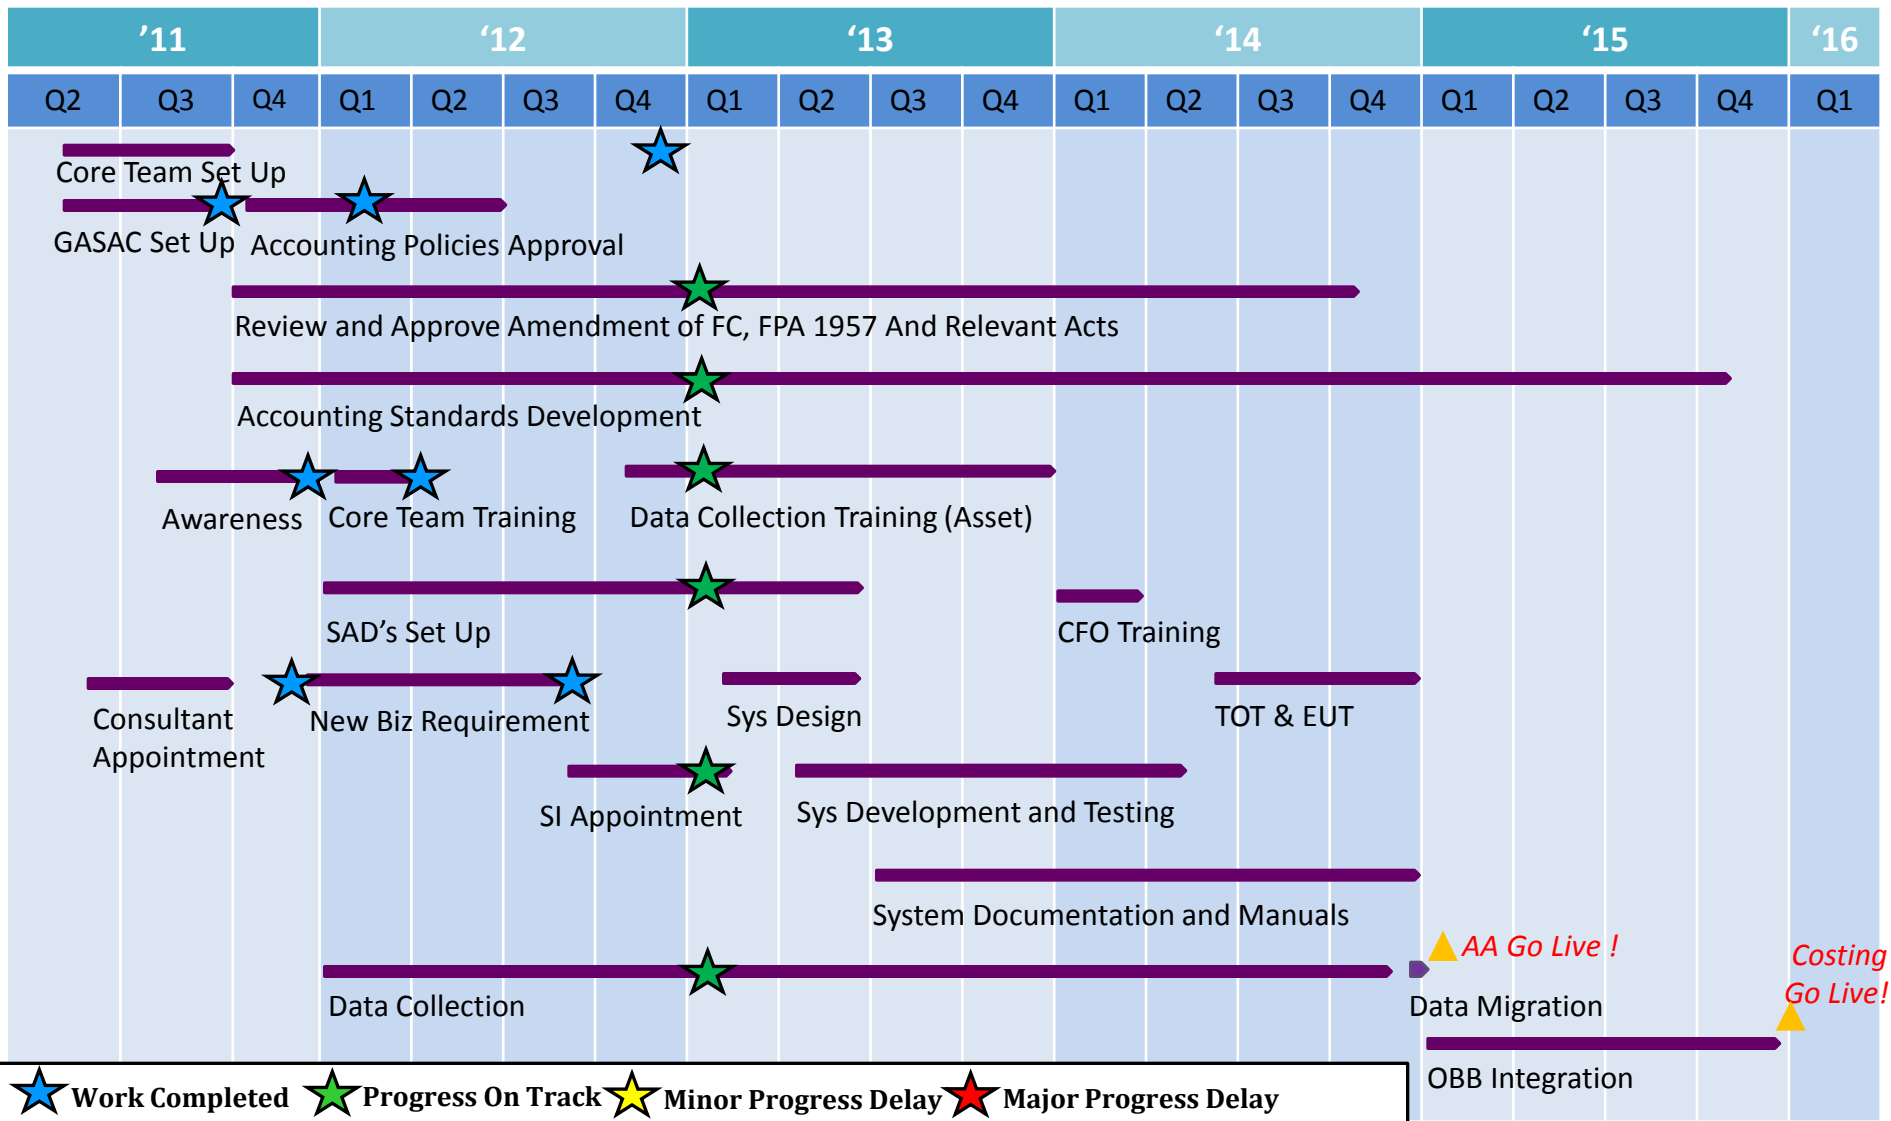 ’11 ‘12 ‘13 ‘14 ‘15 ‘16
Q2 Q3 Q4 Q1 Q2 Q3 Q4 Q1 Q2 Q3 Q4 Q1 Q2 Q3 Q4 Q1 Q2 Q3 Q4 Q1
Core Team Set Up
GASAC Set Up Accounting Policies Approval
Review and Approve Amendment of FC, FPA 1957 And Relevant Acts
Accounting Standards Development
Awareness Core Team Training Data Collection Training (Asset)
SAD’s Set Up CFO Training
Consultant
Appointment
New Biz Requirement Sys Design TOT & EUT
SI Appointment Sys Development and Testing
System Documentation and Manuals
AA Go Live !
Costing
Go Live!
Data Collection Data Migration
OBB Integration
Work Completed Progress On Track Minor Progress Delay Major Progress Delay